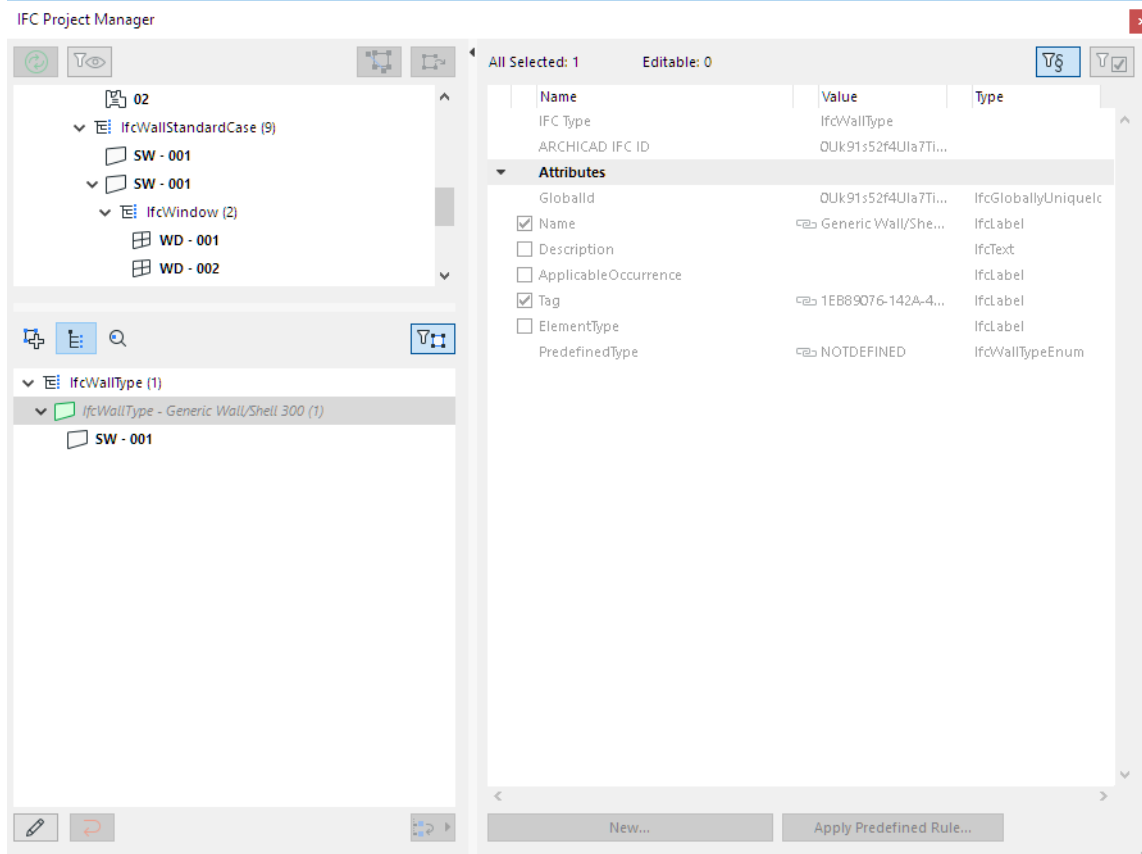 IFC Project Manager
02
IfcWallStandardCase (9)
SW - 001
SW - 001
IfcWindow (2)
WD - 001
WD - 002
IfcWallType (1)
IfcWallType - Generic Wall/Shell 300 (1)
SW - 001
All Selected: 1 Editable: 0
Name Value Type
IFC Type IfcWallType
ARCHICAD IFC ID 0Uk91s52f4UIa7Ti...
Attributes
GlobalId 0Uk91s52f4UIa7Ti... IfcGloballyUniqueIc
Name Generic Wall/She... IfcLabel
Description IfcText
ApplicableOccurrence IfcLabel
Tag 1EB89076-142A-4... IfcLabel
ElementType IfcLabel
PredefinedType NOTDEFINED IfcWallTypeEnum
New... Apply Predefined Rule...